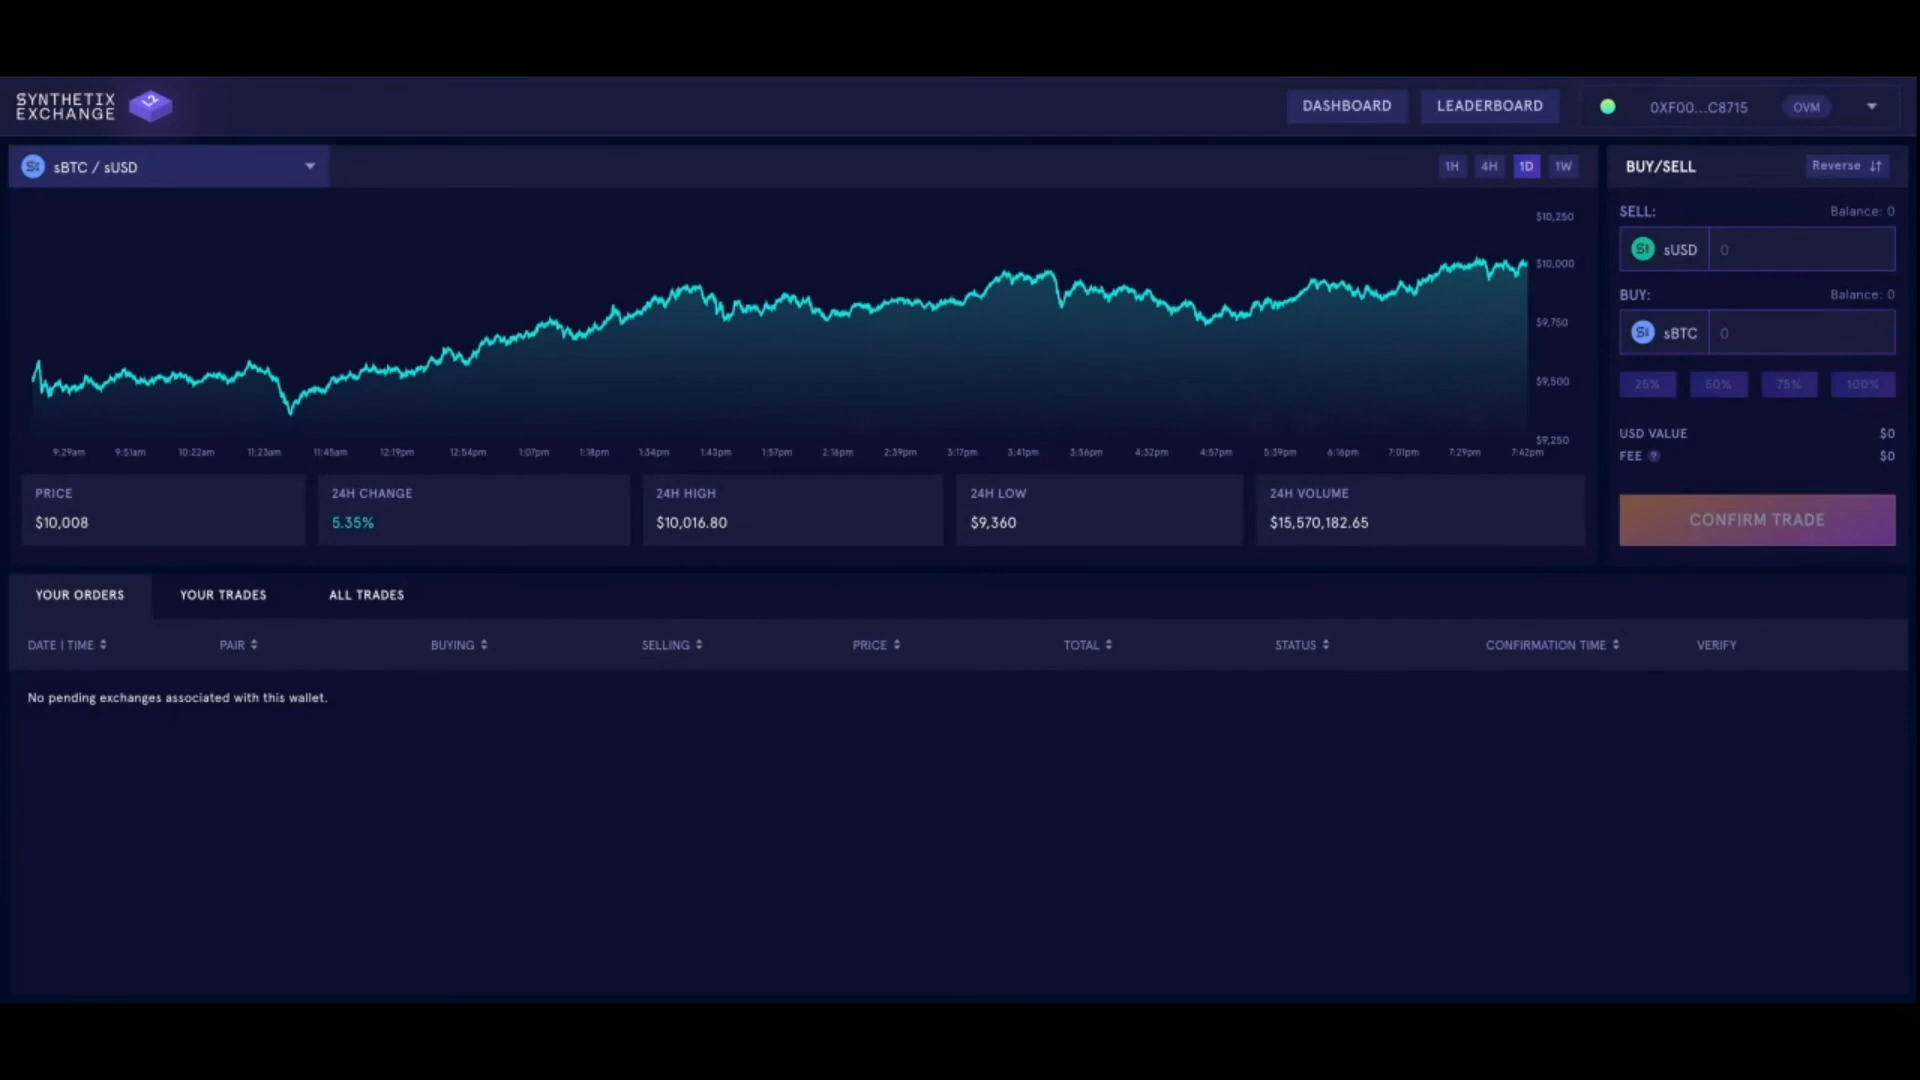 SYNTHETIX
EXCHANGE
L2
DASHBOARD
LEADERBOARD
0XF00...C8715
OVM
sBTC / sUSD
1H
4H
1D
1W
$10,250
$10,000
$9,750
$9,500
$9,250
9:29am 9:51am 10:22am 11:23am 11:45am 12:19pm 12:54pm 1:07pm 1:18pm 1:34pm 1:43pm 1:57pm 2:16pm 2:39pm 3:17pm 3:41pm 3:56pm 4:32pm 4:57pm 5:39pm 6:16pm 7:01pm 7:29pm 7:42pm
PRICE
$10,008
24H CHANGE
5.35%
24H HIGH
$10,016.80
24H LOW
$9,360
24H VOLUME
$15,570,182.65
BUY/SELL
Reverse
SELL:
Balance: 0
sUSD
0
BUY:
Balance: 0
sBTC
0
25%
50%
75%
100%
USD VALUE
$0
FEE ?
$0
CONFIRM TRADE
YOUR ORDERS
YOUR TRADES
ALL TRADES
DATE | TIME
PAIR
BUYING
SELLING
PRICE
TOTAL
STATUS
CONFIRMATION TIME
VERIFY
No pending exchanges associated with this wallet.